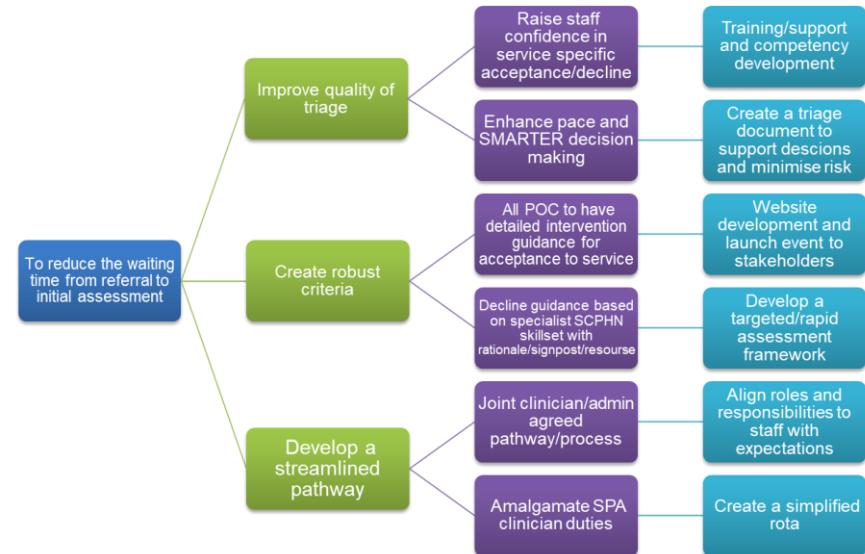 Raise staff
confidence in
service specific
acceptance/decline
Training/support
and competency
development
Improve quality of
triage
Enhance pace and
SMARTER decision
making
Create a triage
document to
support descions
and minimise risk
To reduce the waiting
time from referral to
initial assessment
Create robust
criteria
All POC to have
detailed intervention
guidance for
acceptance to service
Website
development and
launch event to
stakeholders
Decline guidance based
on specialist SCPHN
skillset with
rationale/signpost/resourse
Develop a
targeted/rapid
assessment
framework
Develop a
streamlined
pathway
Joint clinician/admin
agreed
pathway/process
Align roles and
responsibilities to
staff with
expectations
Amalgamate SPA
clinician duties
Create a simplified
rota